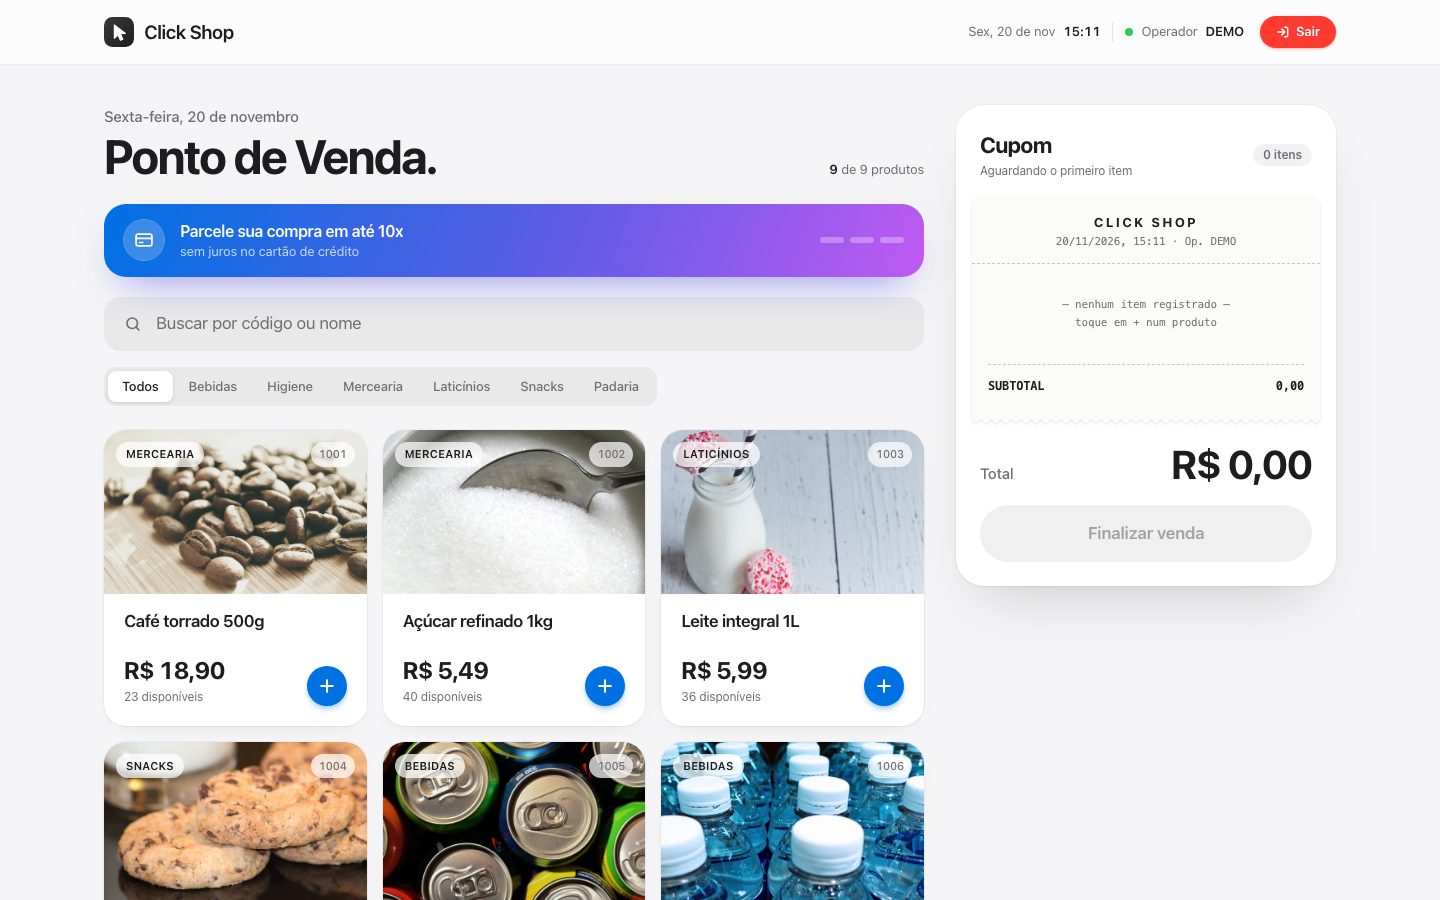 Click Shop
Sex, 20 de nov 15:11
Operador DEMO
Sair
Sexta-feira, 20 de novembro
Ponto de Venda.
9 de 9 produtos
Parcele sua compra em até 10x
sem juros no cartão de crédito
Buscar por código ou nome
Todos Bebidas Higiene Mercearia Laticínios Snacks Padaria
MERCEARIA 1001
Café torrado 500g
R$ 18,90
23 disponíveis
MERCEARIA 1002
Açúcar refinado 1kg
R$ 5,49
40 disponíveis
LATICÍNIOS 1003
Leite integral 1L
R$ 5,99
36 disponíveis
SNACKS 1004
BEBIDAS 1005
BEBIDAS 1006
Cupom
0 itens
Aguardando o primeiro item
CLICK SHOP
20/11/2026, 15:11 · Op. DEMO
— nenhum item registrado —
toque em + num produto
SUBTOTAL 0,00
Total R$ 0,00
Finalizar venda